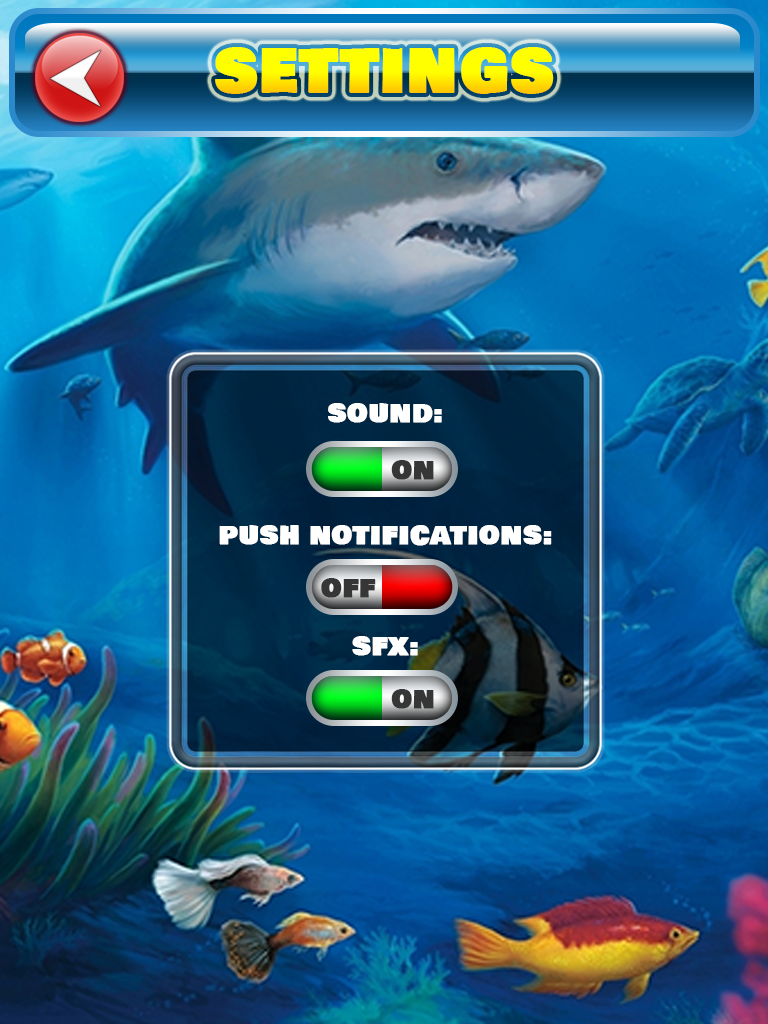 SETTINGS
SOUND:
ON
PUSH NOTIFICATIONS:
OFF
SFX:
ON